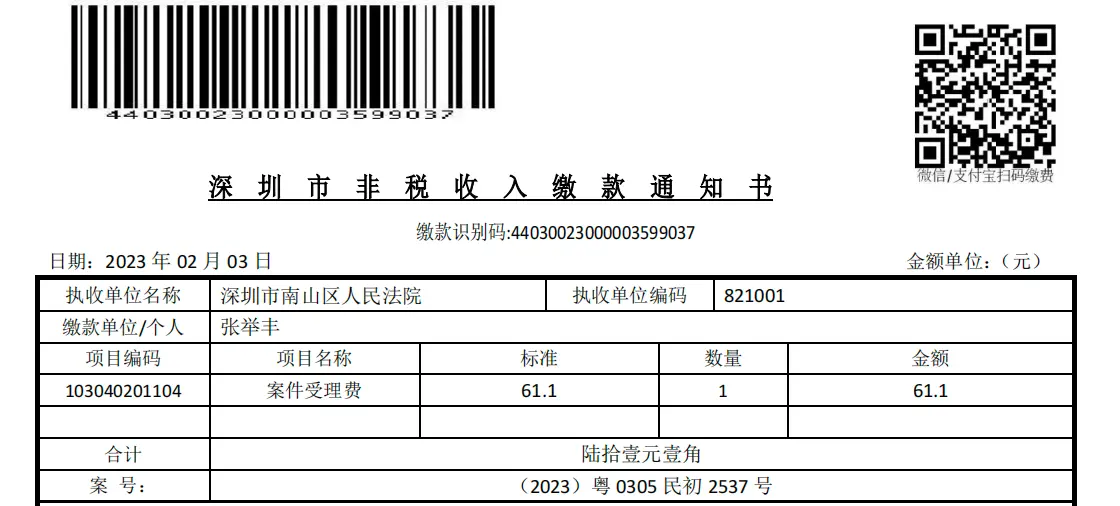 44030023000003599037
微信/支付宝扫码缴费
深圳市非税收入缴款通知书
缴款识别码:44030023000003599037
日期：2023 年 02 月 03 日 金额单位：（元）
执收单位名称 深圳市南山区人民法院 执收单位编码 821001
缴款单位/个人 张举丰
项目编码 项目名称 标准 数量 金额
103040201104 案件受理费 61.1 1 61.1
合计 陆拾壹元壹角
案 号： （2023）粤 0305 民初 2537 号